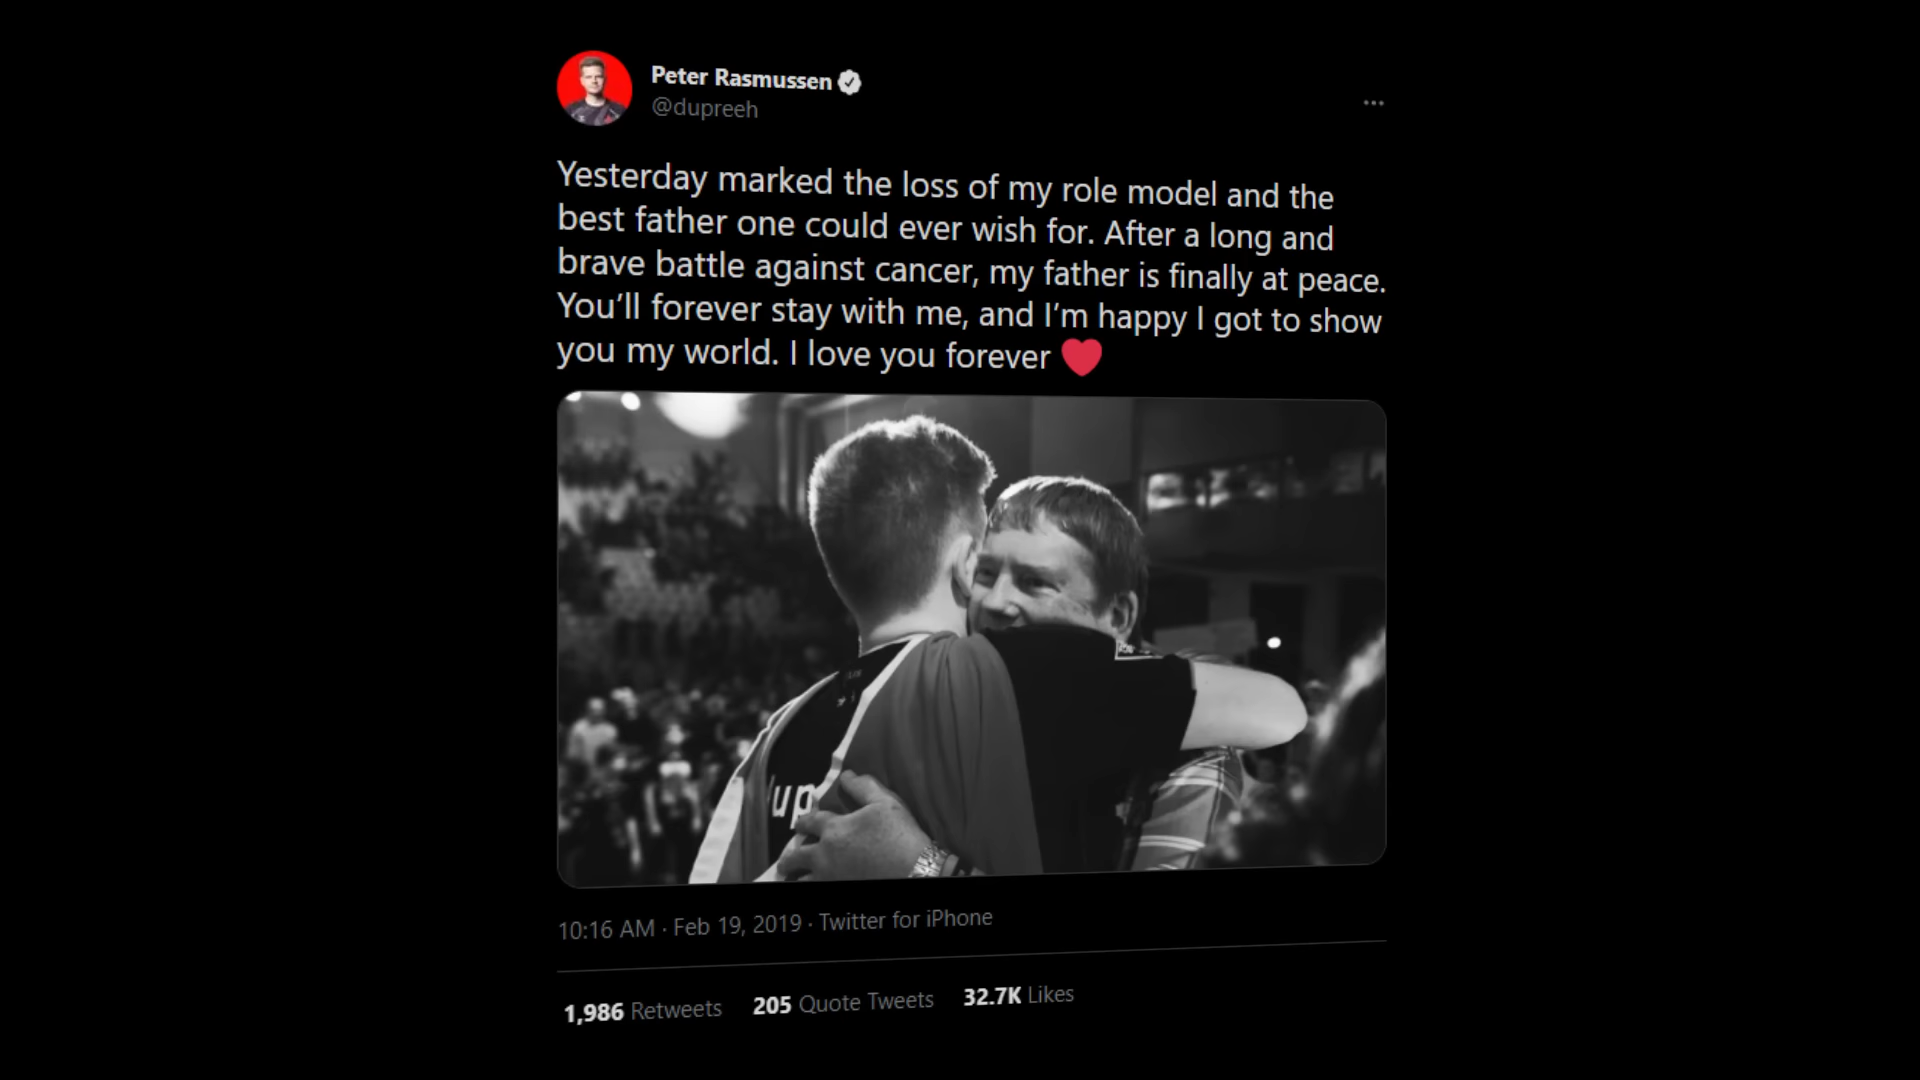 Peter Rasmussen
@dupreeh
Yesterday marked the loss of my role model and the
best father one could ever wish for. After a long and
brave battle against cancer, my father is finally at peace.
You’ll forever stay with me, and I’m happy I got to show
you my world. I love you forever ❤
up
10:16 AM · Feb 19, 2019 · Twitter for iPhone
1,986 Retweets 205 Quote Tweets 32.7K Likes